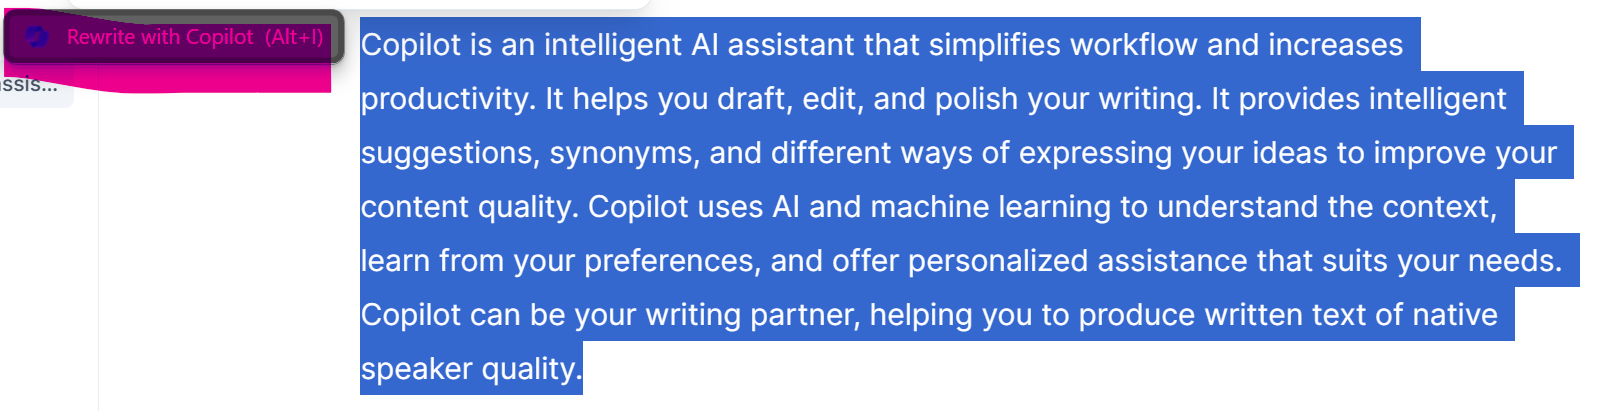 Rewrite with Copilot (Alt+I)
ssis...
Copilot is an intelligent AI assistant that simplifies workflow and increases
productivity. It helps you draft, edit, and polish your writing. It provides intelligent
suggestions, synonyms, and different ways of expressing your ideas to improve your
content quality. Copilot uses AI and machine learning to understand the context,
learn from your preferences, and offer personalized assistance that suits your needs.
Copilot can be your writing partner, helping you to produce written text of native
speaker quality.